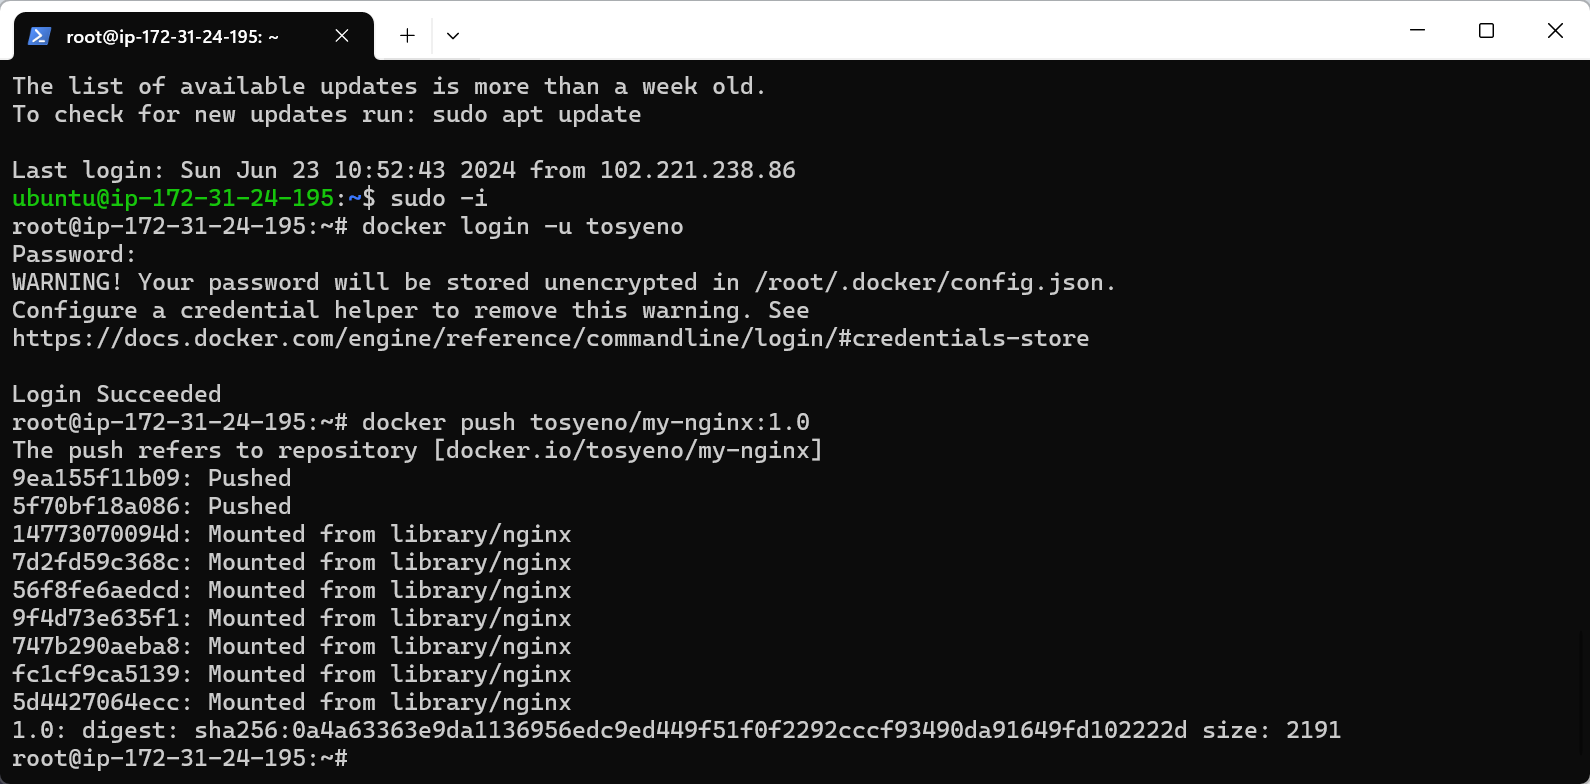 root@ip-172-31-24-195: ~
The list of available updates is more than a week old.
To check for new updates run: sudo apt update
Last login: Sun Jun 23 10:52:43 2024 from 102.221.238.86
ubuntu@ip-172-31-24-195:~$ sudo -i
root@ip-172-31-24-195:~# docker login -u tosyeno
Password:
WARNING! Your password will be stored unencrypted in /root/.docker/config.json.
Configure a credential helper to remove this warning. See
https://docs.docker.com/engine/reference/commandline/login/#credentials-store
Login Succeeded
root@ip-172-31-24-195:~# docker push tosyeno/my-nginx:1.0
The push refers to repository [docker.io/tosyeno/my-nginx]
9ea155f11b09: Pushed
5f70bf18a086: Pushed
14773070094d: Mounted from library/nginx
7d2fd59c368c: Mounted from library/nginx
56f8fe6aedcd: Mounted from library/nginx
9f4d73e635f1: Mounted from library/nginx
747b290aeba8: Mounted from library/nginx
fc1cf9ca5139: Mounted from library/nginx
5d4427064ecc: Mounted from library/nginx
1.0: digest: sha256:0a4a63363e9da1136956edc9ed449f51f0f2292cccf93490da91649fd102222d size: 2191
root@ip-172-31-24-195:~#